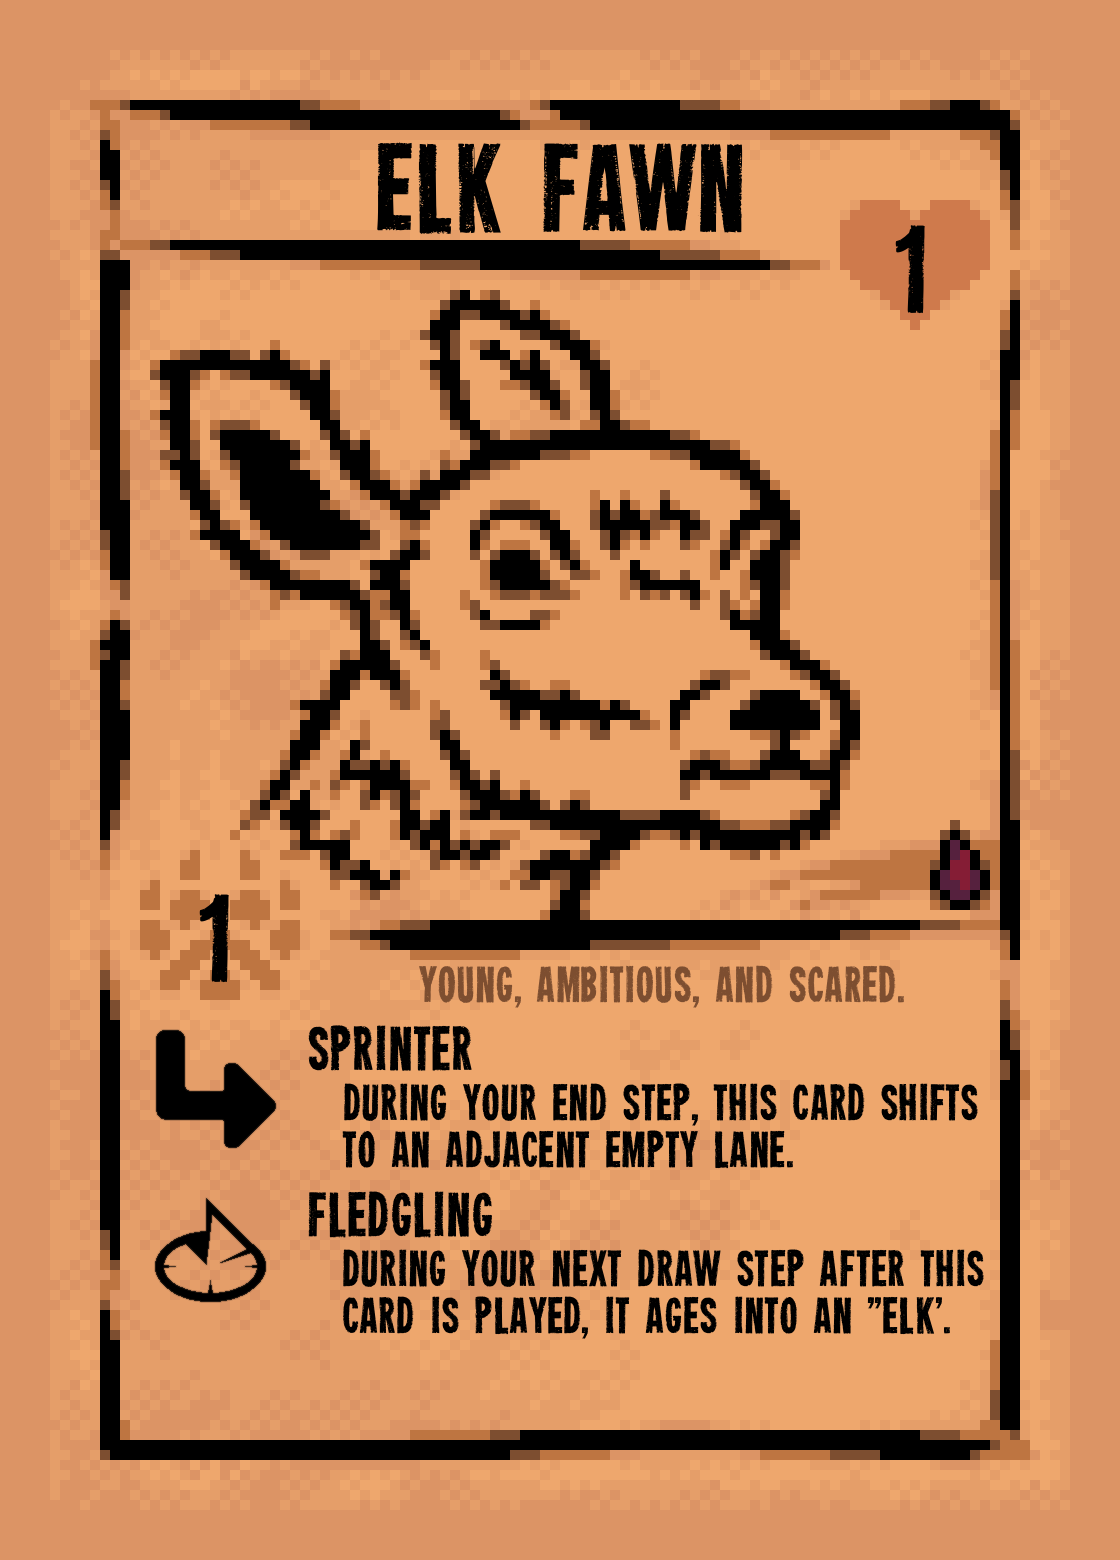 ELK FAWN
1
1
YOUNG, AMBITIOUS, AND SCARED.
SPRINTER
DURING YOUR END STEP, THIS CARD SHIFTS
TO AN ADJACENT EMPTY LANE.
FLEDGLING
DURING YOUR NEXT DRAW STEP AFTER THIS
CARD IS PLAYED, IT AGES INTO AN "ELK'.